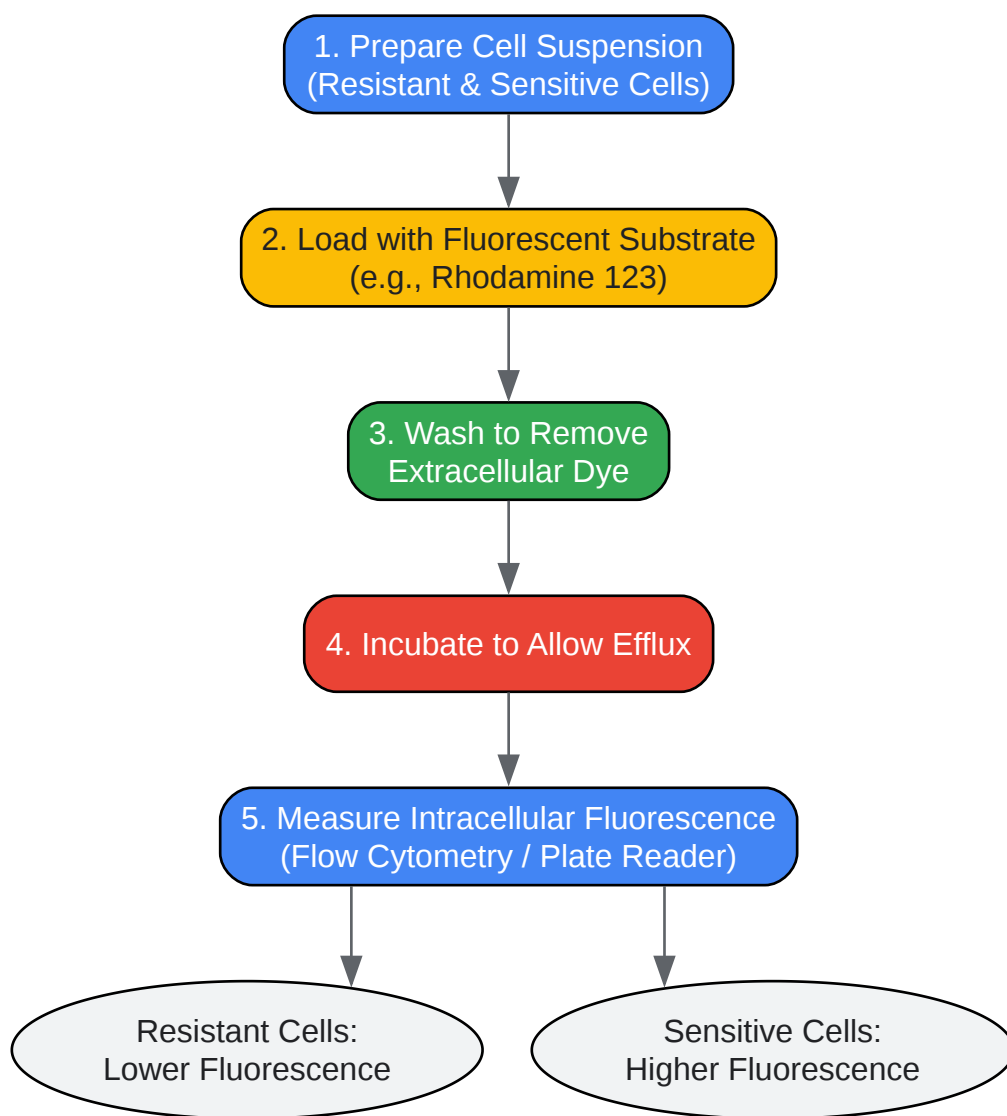 1. Prepare Cell Suspension
(Resistant & Sensitive Cells)
2. Load with Fluorescent Substrate
(e.g., Rhodamine 123)
3. Wash to Remove
Extracellular Dye
4. Incubate to Allow Efflux
5. Measure Intracellular Fluorescence
(Flow Cytometry / Plate Reader)
Resistant Cells:
Lower Fluorescence
Sensitive Cells:
Higher Fluorescence